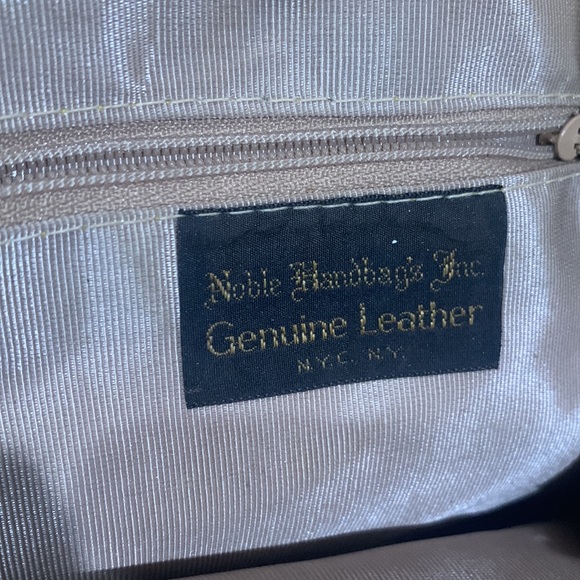 Noble Handbag's Inc.
Genuine Leather
N.Y.C. N.Y.